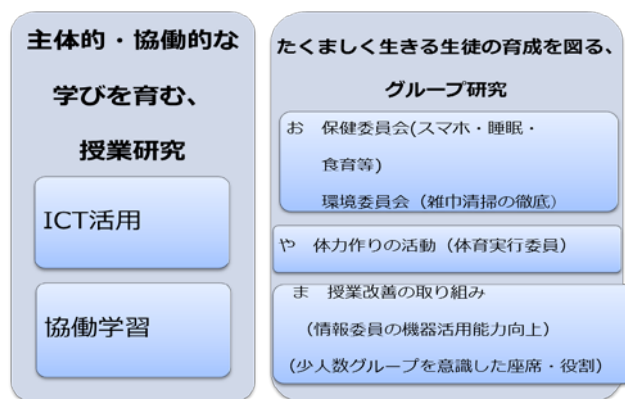 主体的・協働的な
学びを育む、
授業研究
ICT活用
協働学習
たくましく生きる生徒の育成を図る、
グループ研究
お　保健委員会(スマホ・睡眠・
食育等)
環境委員会（雑巾清掃の徹底）
や　体力作りの活動（体育実行委員）
ま　授業改善の取り組み
（情報委員の機器活用能力向上）
(少人数グループを意識した座席・役割）